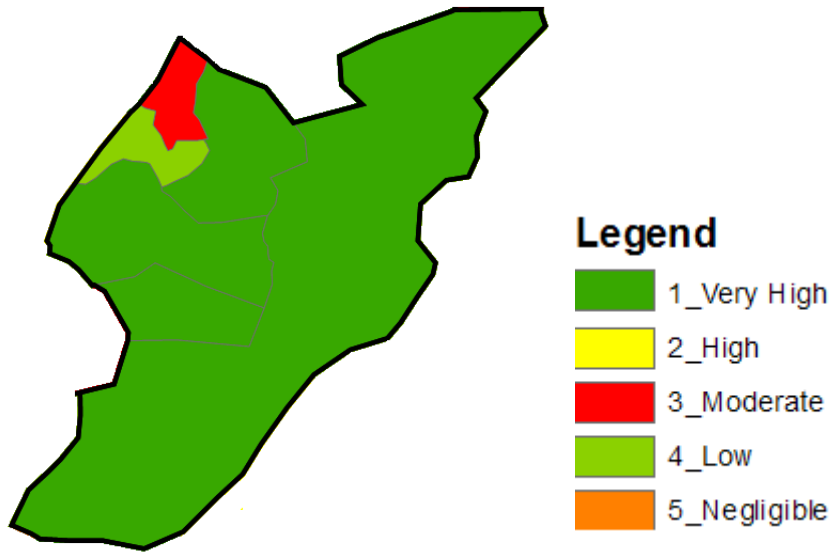 Legend
1_Very High
2_High
3_Moderate
4_Low
5_Negligible